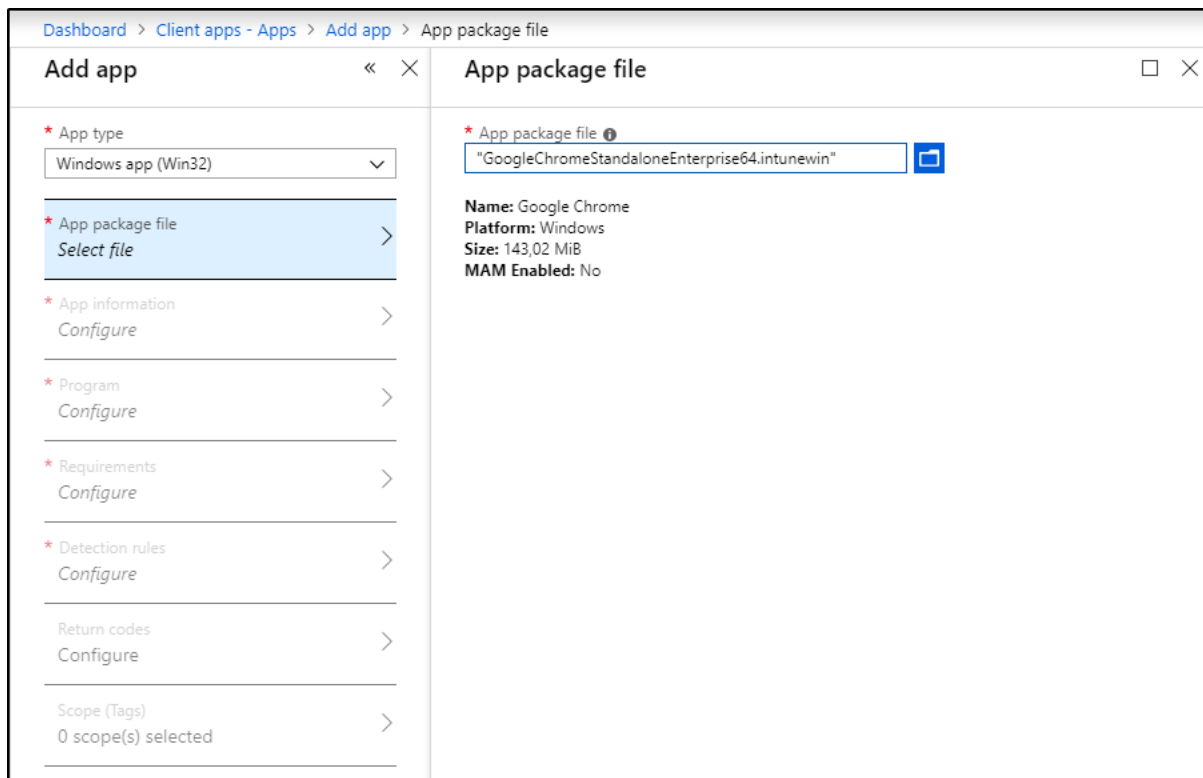 Dashboard > Client apps - Apps > Add app > App package file
Add app
* App type
Windows app (Win32)
* App package file
Select file
* App information
Configure
* Program
Configure
* Requirements
Configure
* Detection rules
Configure
Return codes
Configure
Scope (Tags)
0 scope(s) selected
App package file
* App package file
"GoogleChromeStandaloneEnterprise64.intunewin"
Name: Google Chrome
Platform: Windows
Size: 143,02 MiB
MAM Enabled: No